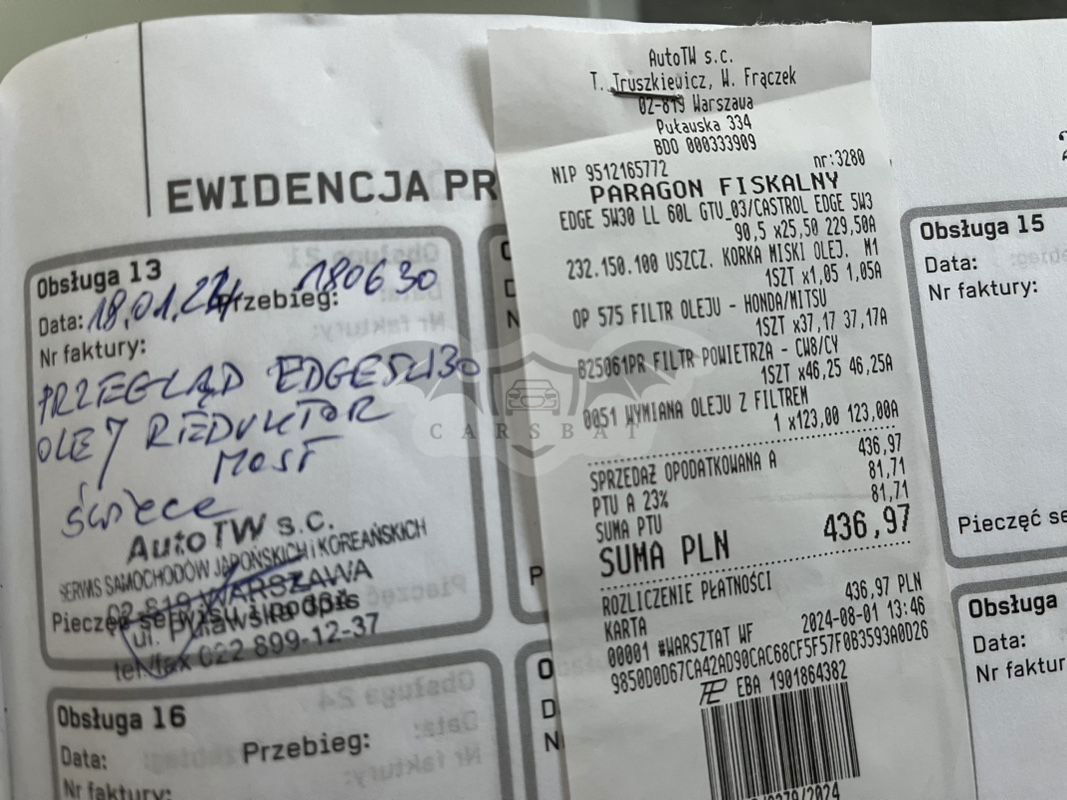 EWIDENCJA PR
Obsługa 13
Data: 18.01.24 Przebieg: 180630
Nr faktury:
PRZEGLĄD EDGE5W30
OLEJ REDUKTOR
MOST
świece
AutoTW s.c.
SERWIS SAMOCHODÓW JAPOŃSKICH i KOREAŃSKICH
02-819 WARSZAWA
Pieczęć serwisu i podpis
ul. Puławska 334
tel./fax 022 899-12-37
Obsługa 16
Data: Przebieg:
Nr faktury:
AutoTW s.c.
T. Truszkiewicz, W. Frączek
02-819 Warszawa
Puławska 334
BDO 000333909
NIP 9512165772 nr:3280
PARAGON FISKALNY
EDGE 5W30 LL 60L GTU_03/CASTROL EDGE 5W3
90,5 x25,50 229,50A
232.150.100 USZCZ. KORKA MISKI OLEJ. M1
1SZT x1,05 1,05A
OP 575 FILTR OLEJU - HONDA/MITSU
1SZT x37,17 37,17A
B25061PR FILTR POWIETRZA - CW8/CY
1SZT x46,25 46,25A
0051 WYMIANA OLEJU Z FILTREM
1 x123,00 123,00A
SPRZEDAŻ OPODATKOWANA A 436,97
PTU A 23% 81,71
SUMA PTU 81,71
SUMA PLN 436,97
ROZLICZENIE PŁATNOŚCI
KARTA 436,97 PLN
00001 #WARSZTAT WF 2024-08-01 13:46
9850D0D67CA42AD90CAC68CF5F57F0B3593A0D26
EBA 1901864382
Obsługa 15
Data:
Nr faktury:
Pieczęć se
Obsługa
Data:
Nr faktur
CARSBAT